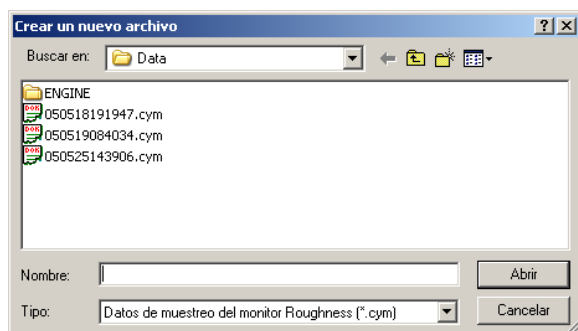 Crear un nuevo archivo
Buscar en: Data
ENGINE
050518191947.cym
050519084034.cym
050525143906.cym
Nombre: Abrir
Tipo: Datos de muestreo del monitor Roughness (*.cym) Cancelar